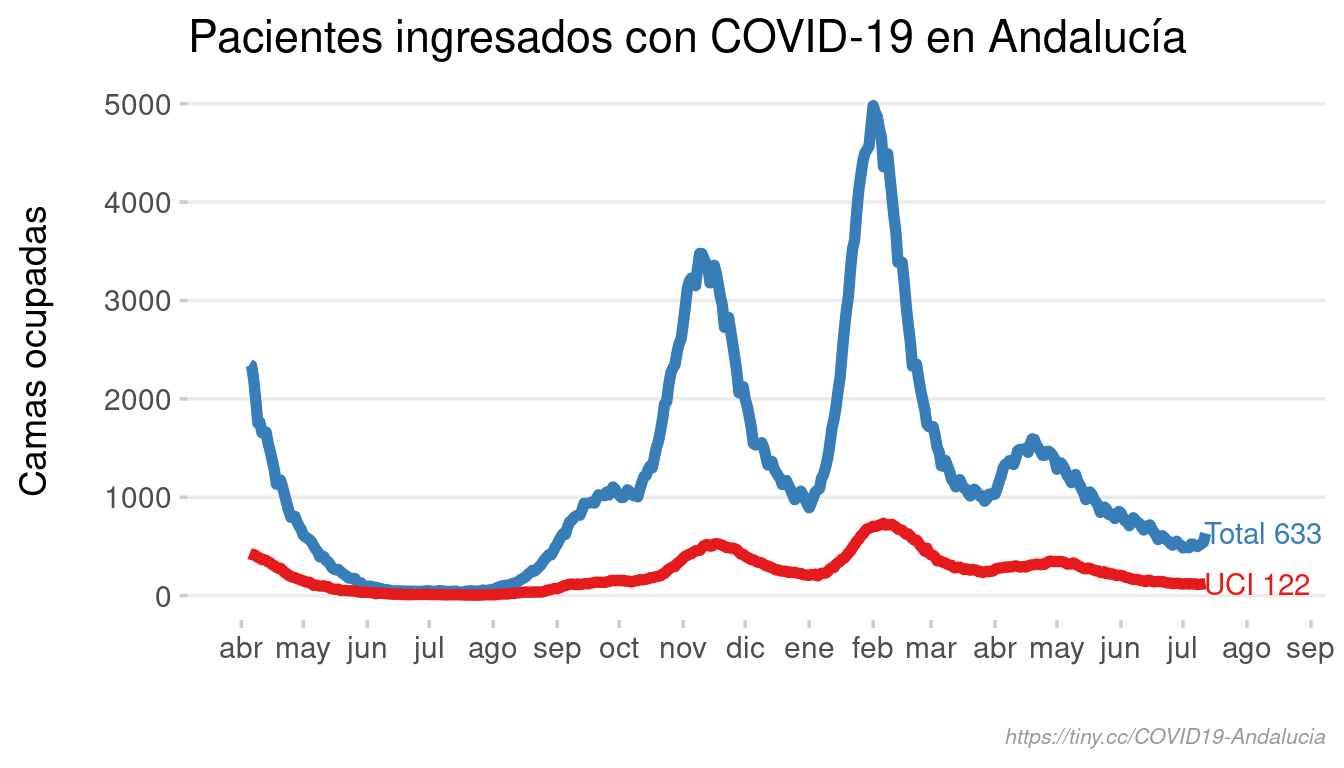 Pacientes ingresados con COVID-19 en Andalucía
Camas ocupadas
5000
4000
3000
2000
1000
0
Total 633
UCI 122
abr may jun jul ago sep oct nov dic ene feb mar abr may jun jul ago sep
https://tiny.cc/COVID19-Andalucia